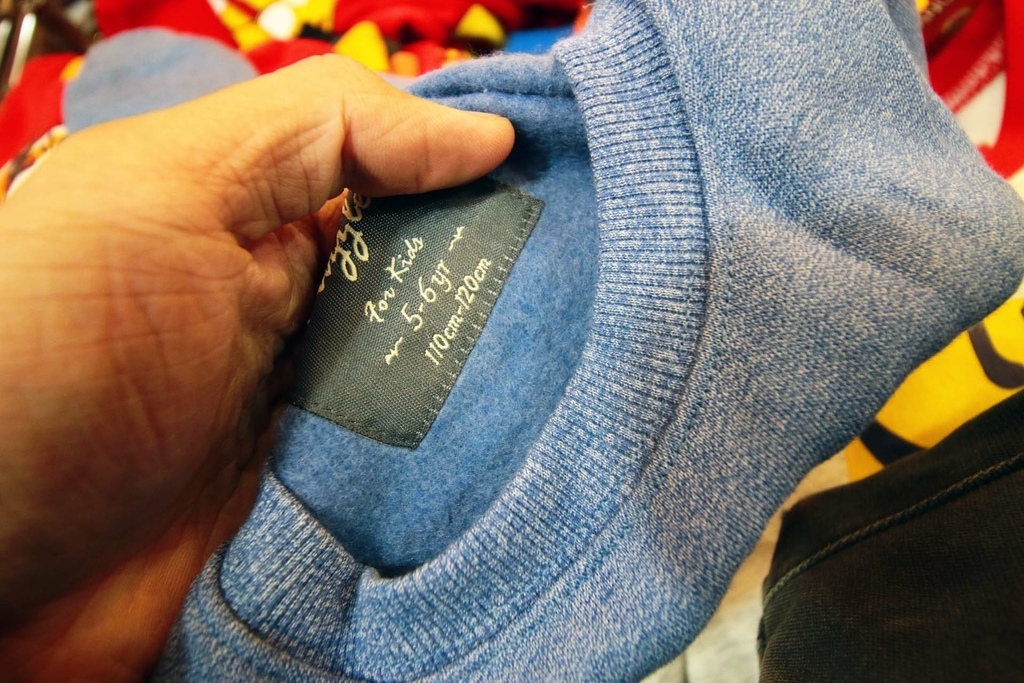 For Kids
~ 5-6 yr ~
110cm-120cm